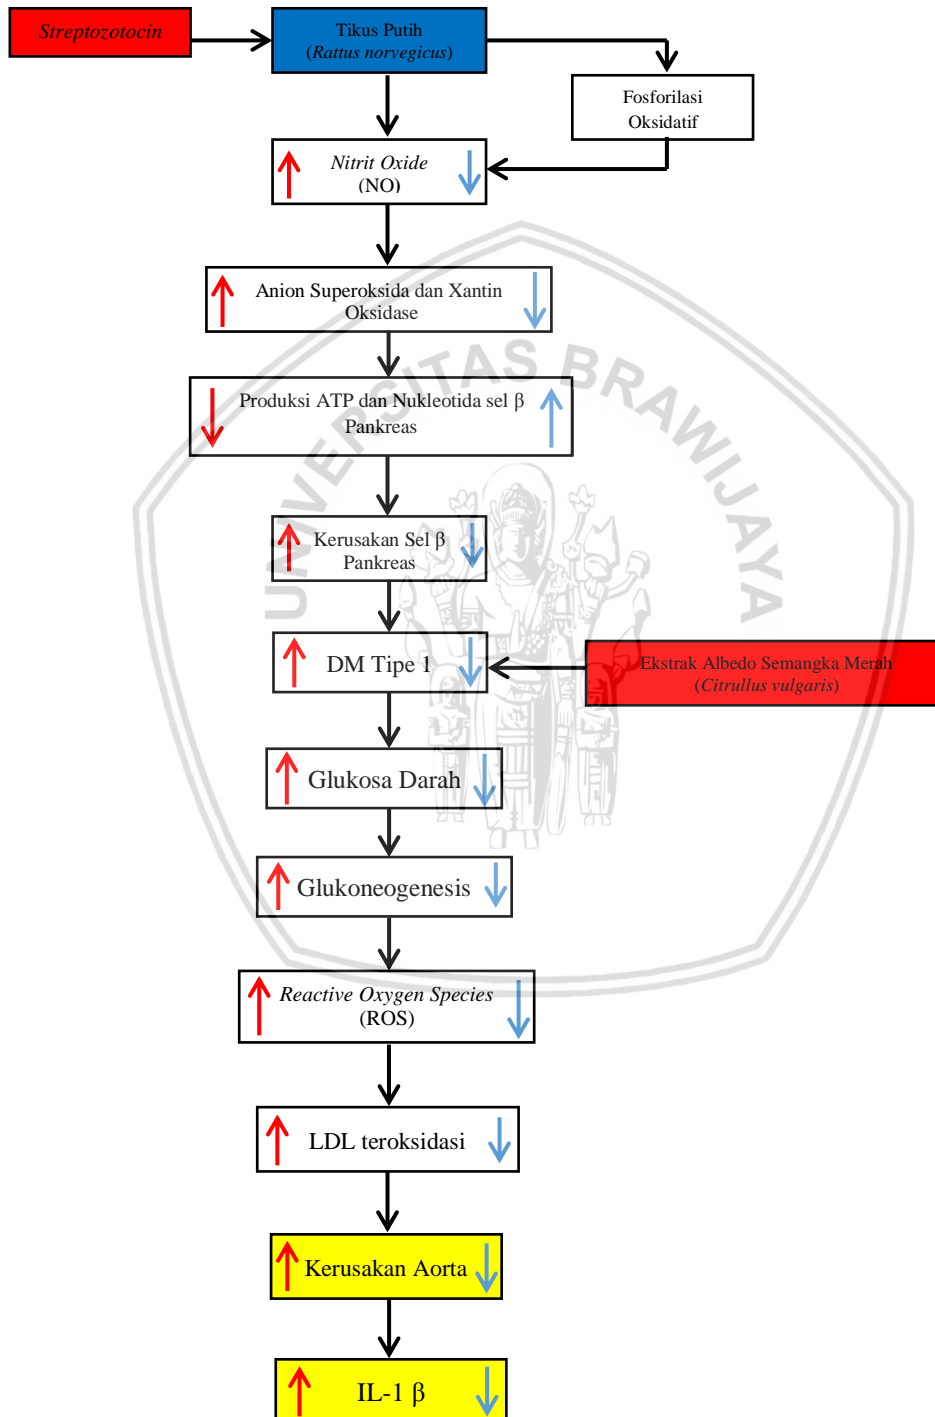 Streptozotocin
Tikus Putih
(Rattus norvegicus)
Fosforilasi
Oksidatif
Nitrit Oxide
(NO)
Anion Superoksida dan Xantin
Oksidase
Produksi ATP dan Nukleotida sel β
Pankreas
Kerusakan Sel β
Pankreas
DM Tipe 1
Ekstrak Albedo Semangka Merah
(Citrullus vulgaris)
Glukosa Darah
Glukoneogenesis
Reactive Oxygen Species
(ROS)
LDL teroksidasi
Kerusakan Aorta
IL-1 β
UNIVERSITAS BRAWIJAYA